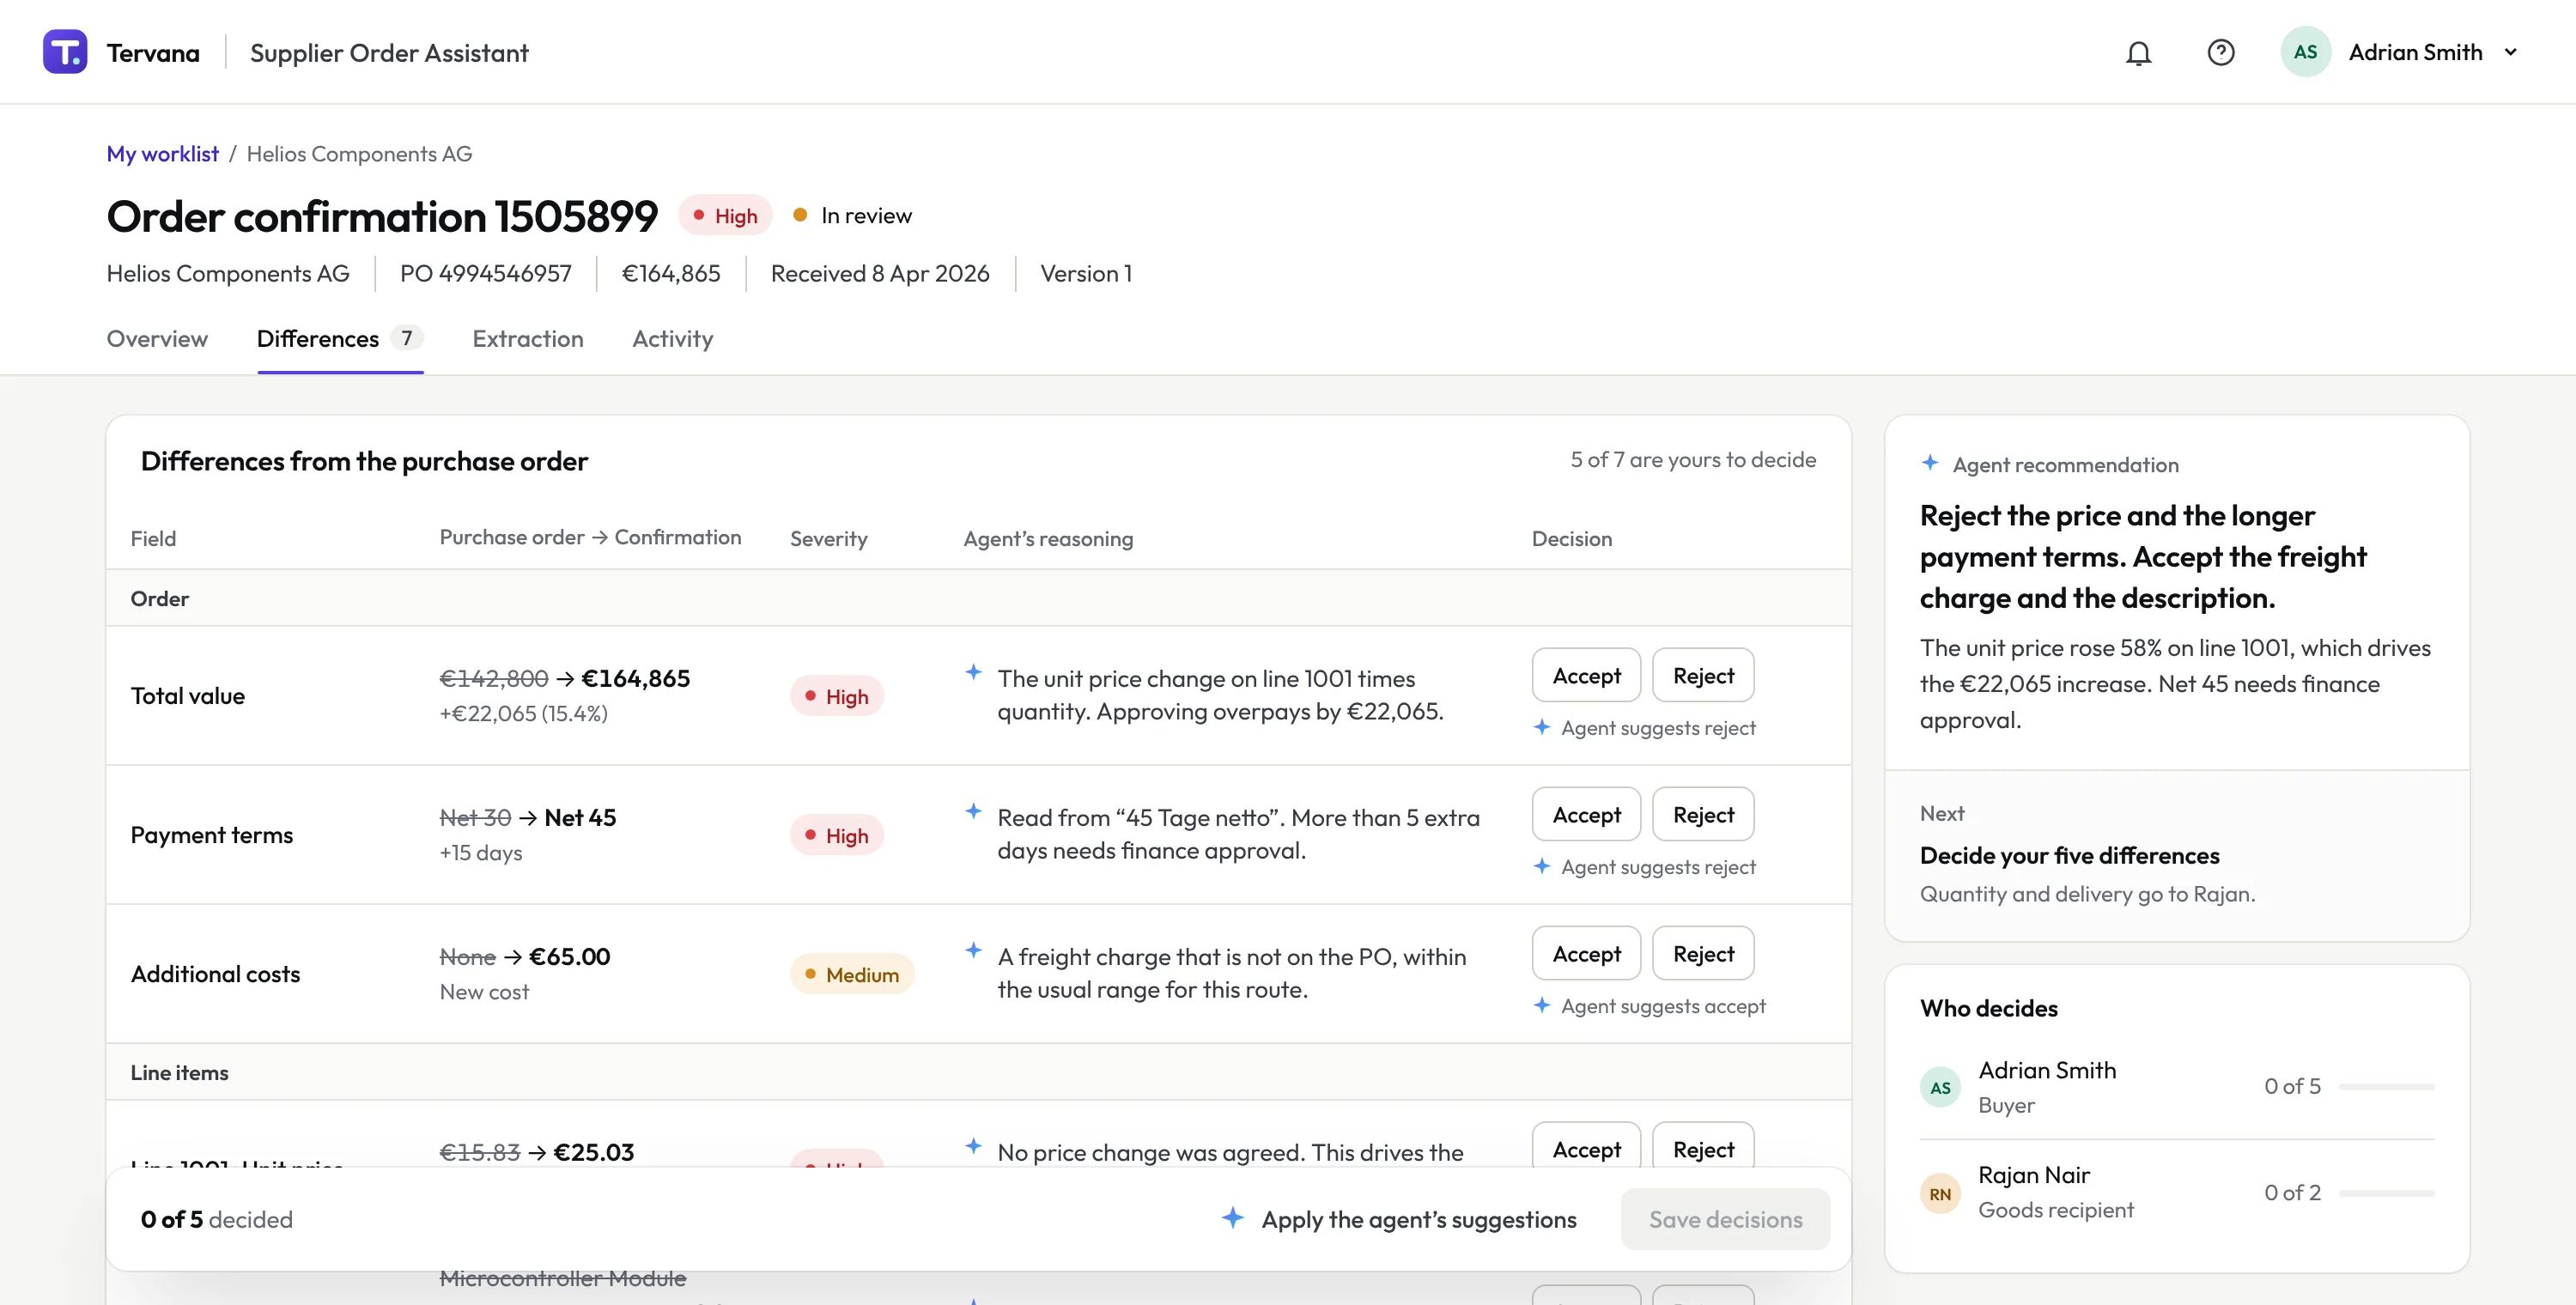 T. Tervana
Supplier Order Assistant
AS Adrian Smith
My worklist / Helios Components AG
Order confirmation 1505899
High
In review
Helios Components AG
PO 4994546957
€164,865
Received 8 Apr 2026
Version 1
Overview
Differences 7
Extraction
Activity
Differences from the purchase order
5 of 7 are yours to decide
Field
Purchase order → Confirmation
Severity
Agent’s reasoning
Decision
Order
Total value
€142,800 → €164,865
+€22,065 (15.4%)
High
The unit price change on line 1001 times
quantity. Approving overpays by €22,065.
Accept
Reject
Agent suggests reject
Payment terms
Net 30 → Net 45
+15 days
High
Read from “45 Tage netto”. More than 5 extra
days needs finance approval.
Accept
Reject
Agent suggests reject
Additional costs
None → €65.00
New cost
Medium
A freight charge that is not on the PO, within
the usual range for this route.
Accept
Reject
Agent suggests accept
Line items
€15.83 → €25.03
No price change was agreed. This drives the
Accept
Reject
0 of 5 decided
Apply the agent’s suggestions
Save decisions
Microcontroller Module
Agent recommendation
Reject the price and the longer
payment terms. Accept the freight
charge and the description.
The unit price rose 58% on line 1001, which drives
the €22,065 increase. Net 45 needs finance
approval.
Next
Decide your five differences
Quantity and delivery go to Rajan.
Who decides
AS
Adrian Smith
Buyer
0 of 5
RN
Rajan Nair
Goods recipient
0 of 2